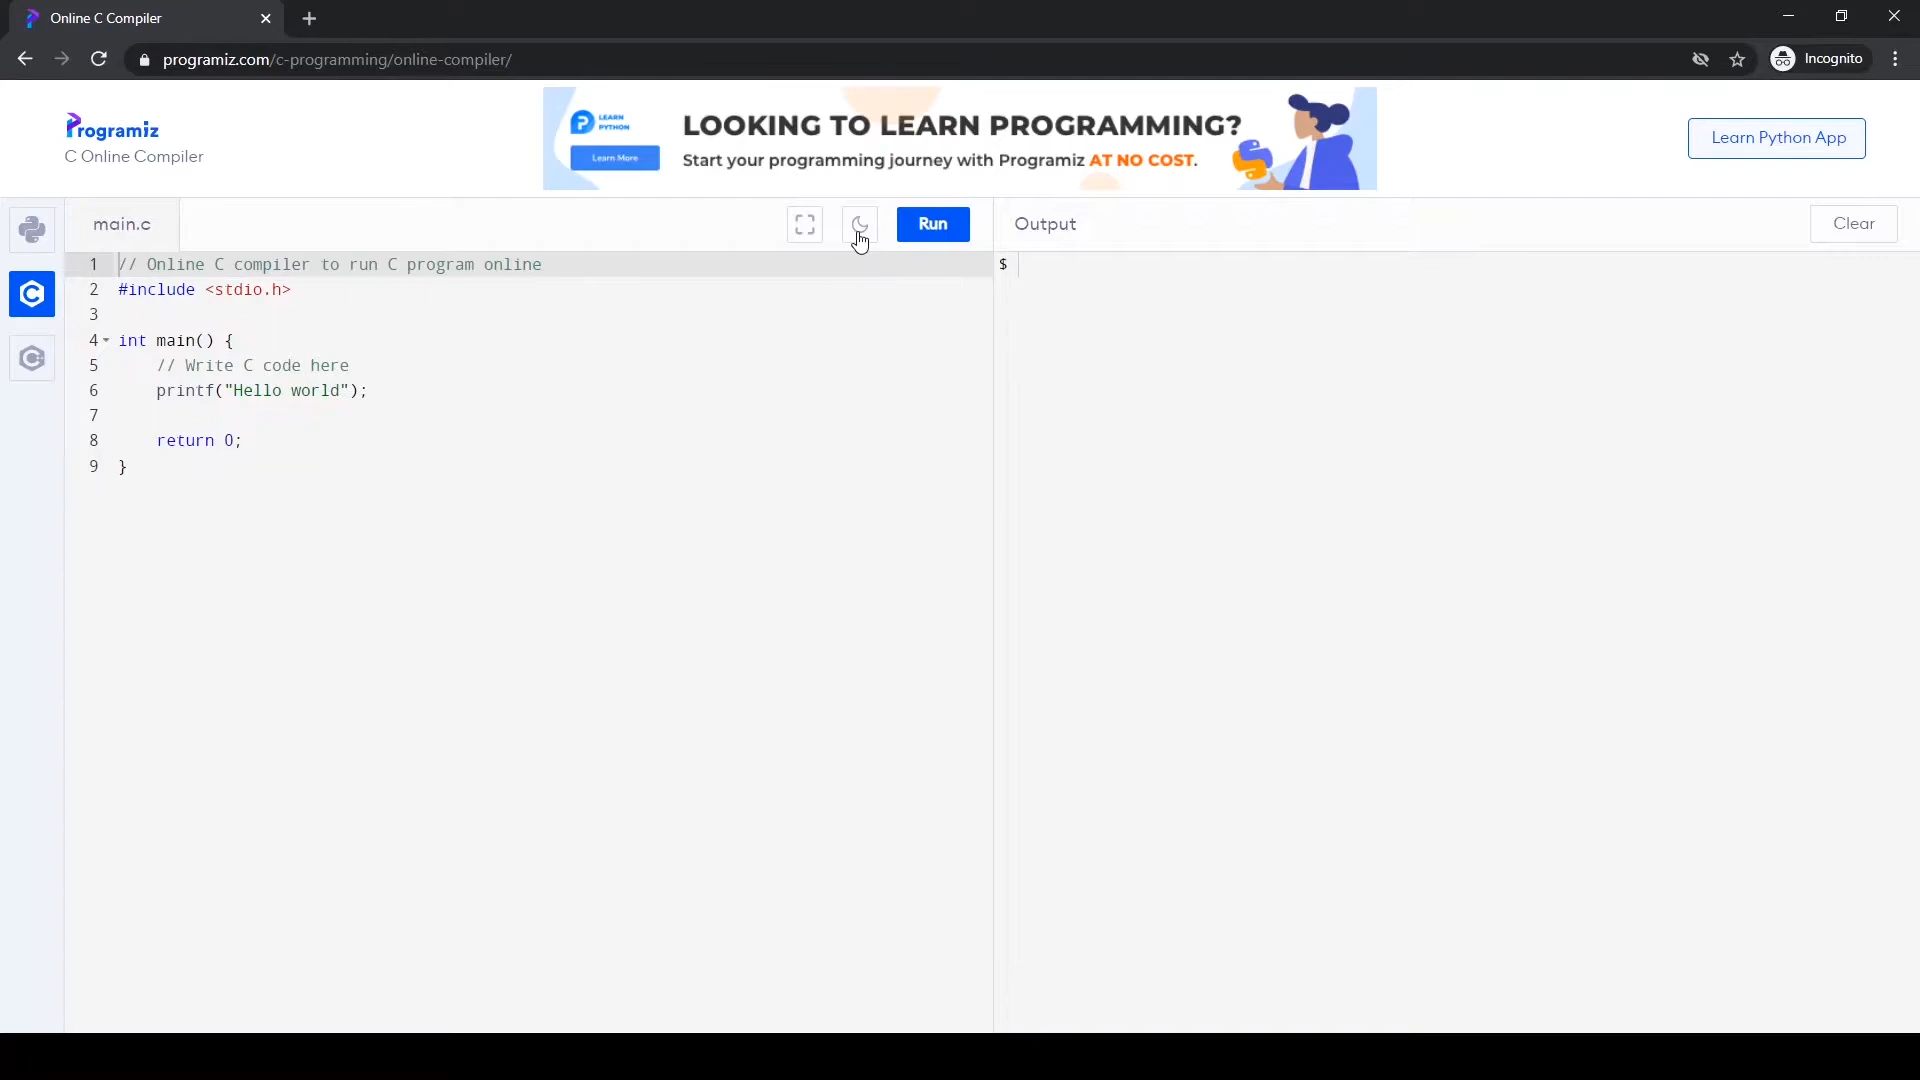 Online C Compiler
programiz.com/c-programming/online-compiler/
Incognito
Programiz
C Online Compiler
LEARN
PYTHON
Learn More
LOOKING TO LEARN PROGRAMMING?
Start your programming journey with Programiz AT NO COST.
Learn Python App
main.c
Run
Output
Clear
1 // Online C compiler to run C program online
2 #include <stdio.h>
3
4 int main() {
5     // Write C code here
6     printf("Hello world");
7
8     return 0;
9 }
$